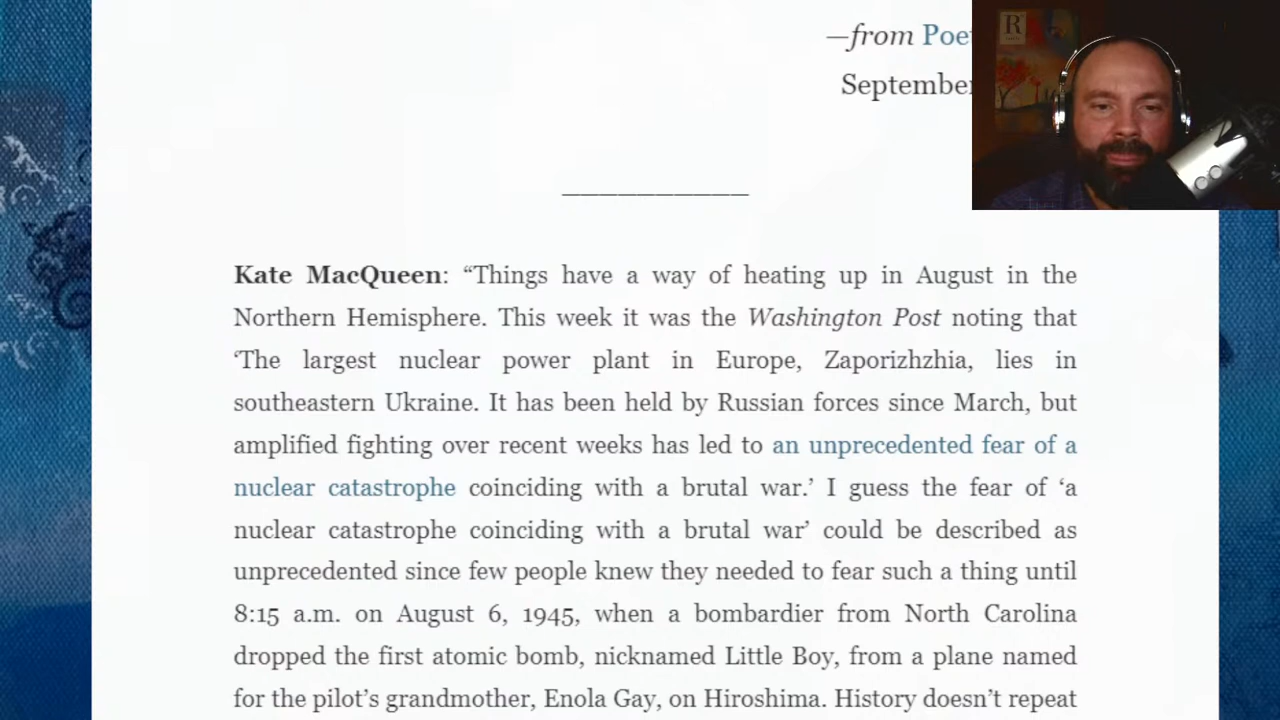 —from Poe
September
__________
Kate MacQueen: “Things have a way of heating up in August in the
Northern Hemisphere. This week it was the Washington Post noting that
‘The largest nuclear power plant in Europe, Zaporizhzhia, lies in
southeastern Ukraine. It has been held by Russian forces since March, but
amplified fighting over recent weeks has led to an unprecedented fear of a
nuclear catastrophe coinciding with a brutal war.’ I guess the fear of ‘a
nuclear catastrophe coinciding with a brutal war’ could be described as
unprecedented since few people knew they needed to fear such a thing until
8:15 a.m. on August 6, 1945, when a bombardier from North Carolina
dropped the first atomic bomb, nicknamed Little Boy, from a plane named
for the pilot’s grandmother, Enola Gay, on Hiroshima. History doesn’t repeat
R